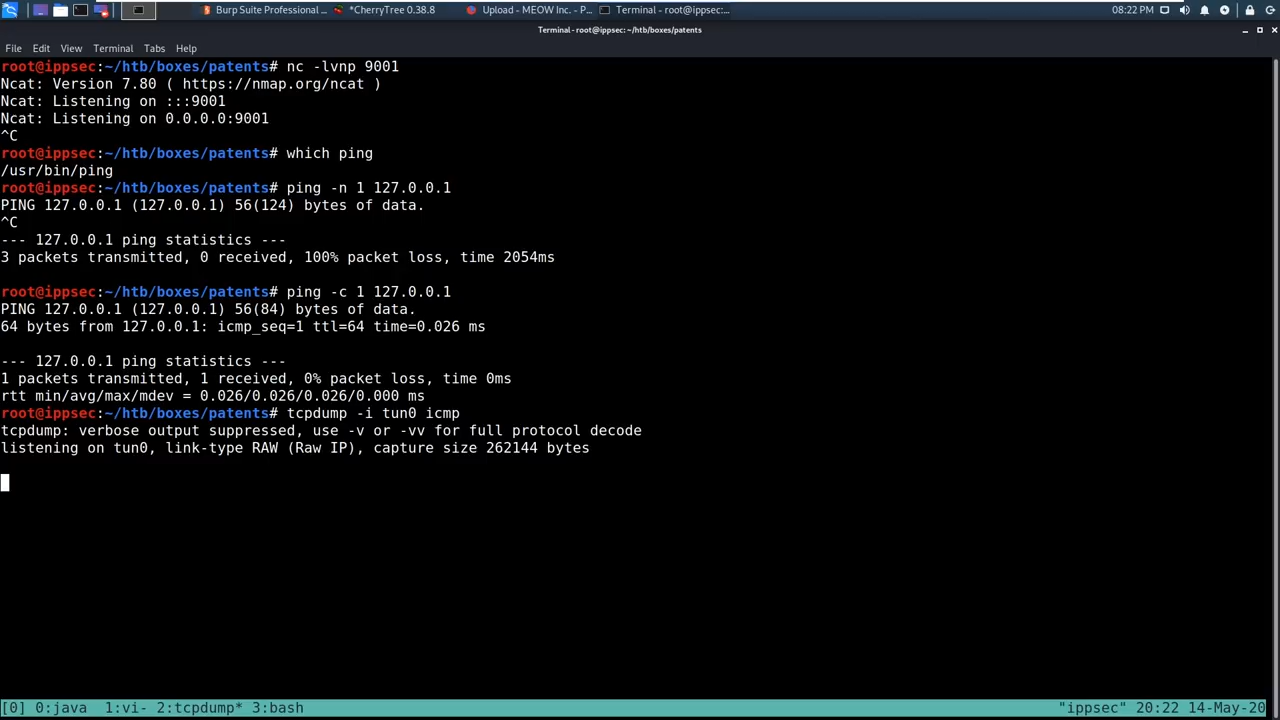 Burp Suite Professional ... *CherryTree 0.38.8 Upload - MEOW Inc. - P... Terminal - root@ippsec:... 08:22 PM
Terminal - root@ippsec: ~/htb/boxes/patents
File Edit View Terminal Tabs Help
root@ippsec:~/htb/boxes/patents# nc -lvnp 9001
Ncat: Version 7.80 ( https://nmap.org/ncat )
Ncat: Listening on :::9001
Ncat: Listening on 0.0.0.0:9001
^C
root@ippsec:~/htb/boxes/patents# which ping
/usr/bin/ping
root@ippsec:~/htb/boxes/patents# ping -n 1 127.0.0.1
PING 127.0.0.1 (127.0.0.1) 56(124) bytes of data.
^C
--- 127.0.0.1 ping statistics ---
3 packets transmitted, 0 received, 100% packet loss, time 2054ms
root@ippsec:~/htb/boxes/patents# ping -c 1 127.0.0.1
PING 127.0.0.1 (127.0.0.1) 56(84) bytes of data.
64 bytes from 127.0.0.1: icmp_seq=1 ttl=64 time=0.026 ms
--- 127.0.0.1 ping statistics ---
1 packets transmitted, 1 received, 0% packet loss, time 0ms
rtt min/avg/max/mdev = 0.026/0.026/0.026/0.000 ms
root@ippsec:~/htb/boxes/patents# tcpdump -i tun0 icmp
tcpdump: verbose output suppressed, use -v or -vv for full protocol decode
listening on tun0, link-type RAW (Raw IP), capture size 262144 bytes
[0] 0:java  1:vi- 2:tcpdump* 3:bash "ippsec" 20:22 14-May-20